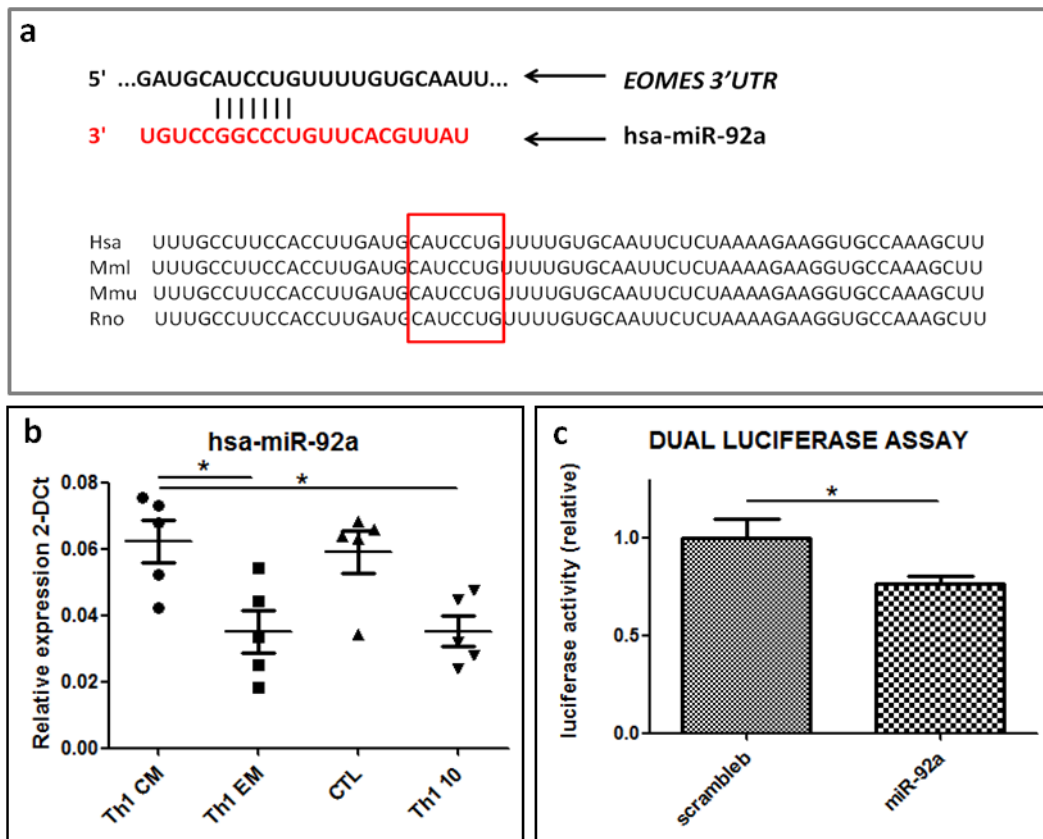 a
5' ...GAUGCAUCCUGUUUUGUGCAAUU... EOMES 3'UTR
3' UGUCCGGCCCUGUUCACGUUAU hsa-miR-92a
Hsa UUUGCCUUCCACCUUGAUGCAUCCUGUUUUGUGCAAUUCUCUAAAAGAAGGUGCCAAAGCUU
Mml UUUGCCUUCCACCUUGAUGCAUCCUGUUUUGUGCAAUUCUCUAAAAGAAGGUGCCAAAGCUU
Mmu UUUGCCUUCCACCUUGAUGCAUCCUGUUUUGUGCAAUUCUCUAAAAGAAGGUGCCAAAGCUU
Rno UUUGCCUUCCACCUUGAUGCAUCCUGUUUUGUGCAAUUCUCUAAAAGAAGGUGCCAAAGCUU
b
hsa-miR-92a
Relative expression 2-DCt
0.08
0.06
0.04
0.02
0.00
*
*
Th1 CM
Th1 EM
CTL
Th1 10
c
DUAL LUCIFERASE ASSAY
luciferase activity (relative)
1.0
0.5
0.0
*
scrambleb
miR-92a